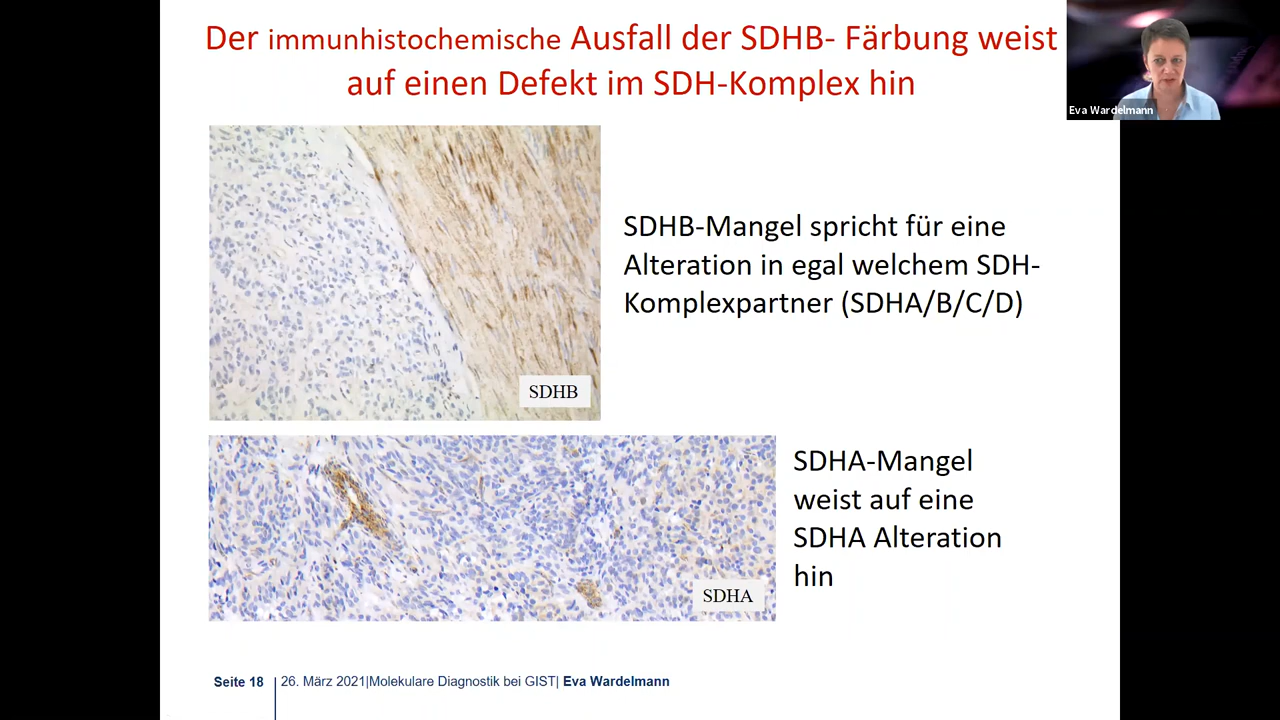 Der immunhistochemische Ausfall der SDHB- Färbung weist
auf einen Defekt im SDH-Komplex hin
Eva Wardelmann
SDHB-Mangel spricht für eine
Alteration in egal welchem SDH-
Komplexpartner (SDHA/B/C/D)
SDHB
SDHA-Mangel
weist auf eine
SDHA Alteration
hin
SDHA
Seite 18
26. März 2021|Molekulare Diagnostik bei GIST| Eva Wardelmann